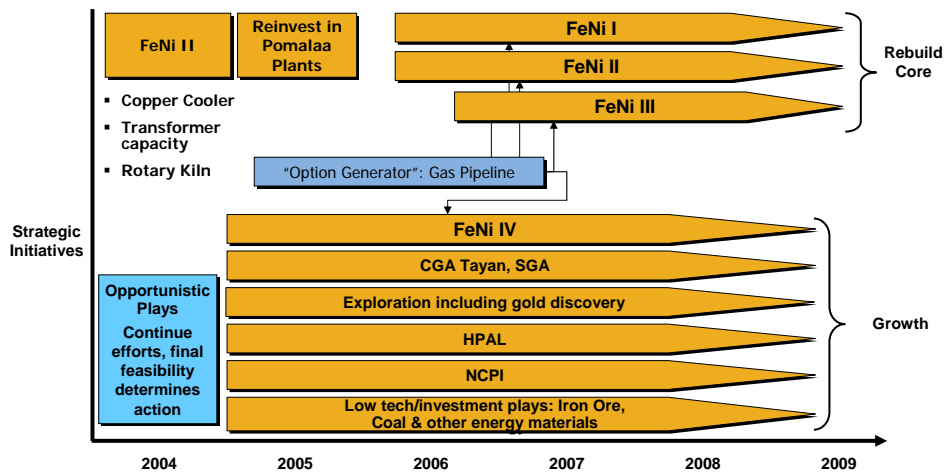 FeNi II
Reinvest in
Pomalaa
Plants
FeNi I
FeNi II
FeNi III
Rebuild
Core
▪ Copper Cooler
▪ Transformer
capacity
▪ Rotary Kiln
"Option Generator": Gas Pipeline
Strategic
Initiatives
FeNi IV
CGA Tayan, SGA
Exploration including gold discovery
HPAL
NCPI
Low tech/investment plays: Iron Ore,
Coal & other energy materials
Opportunistic
Plays
Continue
efforts, final
feasibility
determines
action
Growth
2004
2005
2006
2007
2008
2009